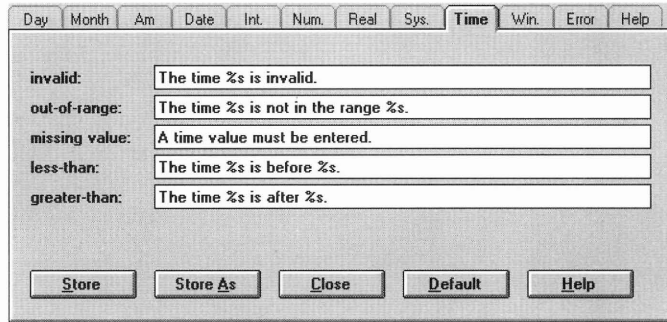 Day Month Am Date Int. Num. Real Sys. Time Win. Error Help
invalid: The time %s is invalid.
out-of-range: The time %s is not in the range %s.
missing value: A time value must be entered.
less-than: The time %s is before %s.
greater-than: The time %s is after %s.
Store Store As Close Default Help